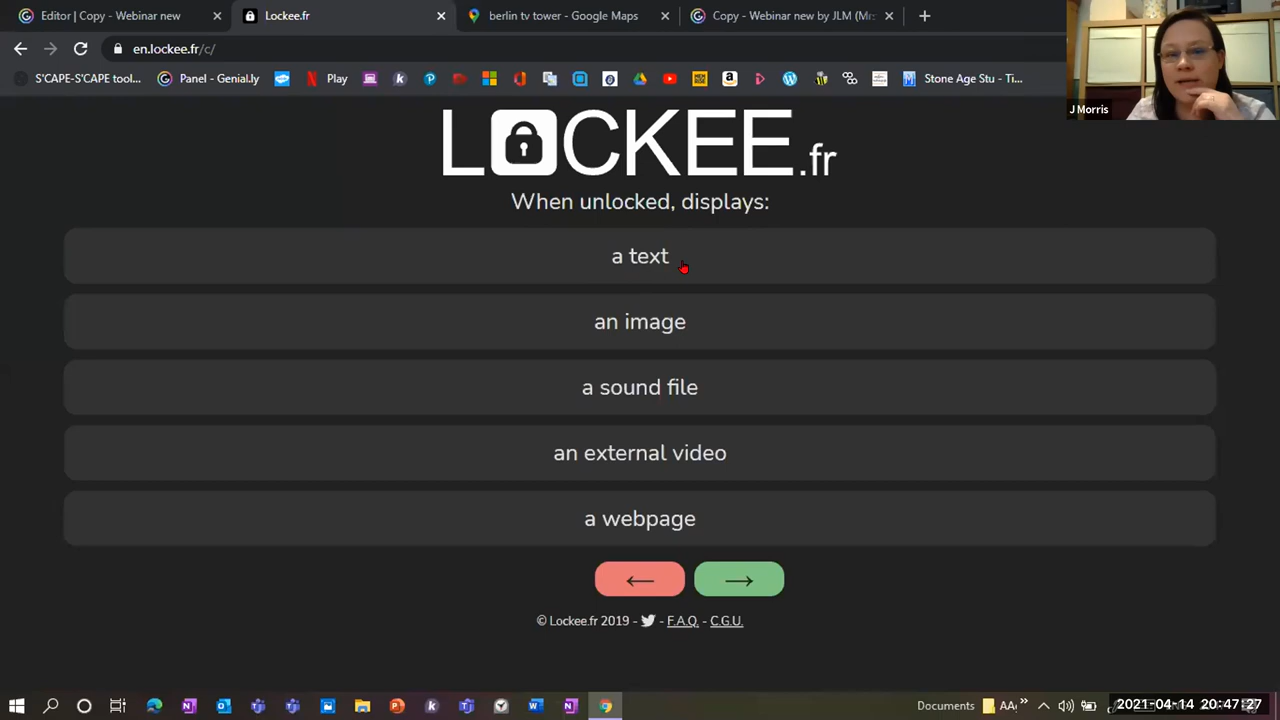 Editor | Copy - Webinar new
Lockee.fr
berlin tv tower - Google Maps
Copy - Webinar new by JLM (Mrs
en.lockee.fr/c/
S'CAPE-S'CAPE tool...
Panel - Genial.ly
Play
Stone Age Stu - Ti...
J Morris
LOCKEE.fr
When unlocked, displays:
a text
an image
a sound file
an external video
a webpage
←
→
© Lockee.fr 2019 - - F.A.Q. - C.G.U.
Documents
2021-04-14 20:47:27